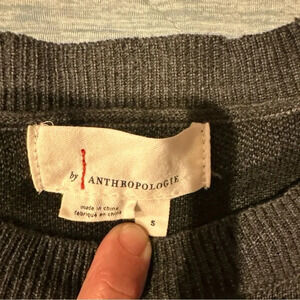 by ANTHROPOLOGIE
made in china
fabriqué en chine
S